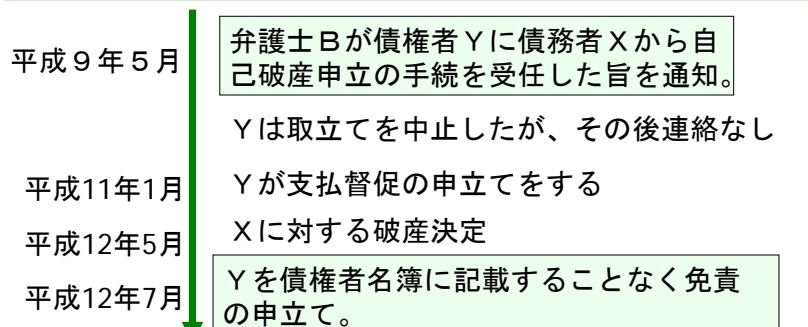 平成９年５月
弁護士Ｂが債権者Ｙに債務者Ｘから自
己破産申立の手続を受任した旨を通知。
Ｙは取立てを中止したが、その後連絡なし
平成11年1月
Ｙが支払督促の申立てをする
平成12年5月
Ｘに対する破産決定
平成12年7月
Ｙを債権者名簿に記載することなく免責
の申立て。